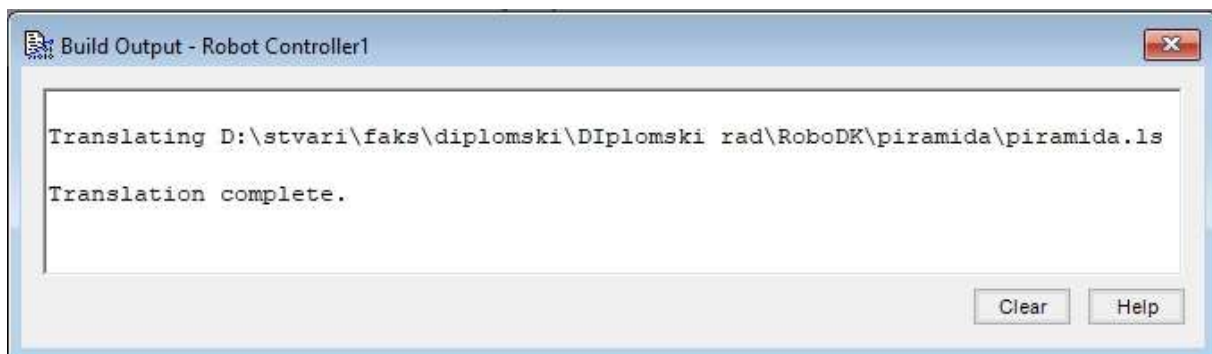 Build Output - Robot Controller1
Translating D:\stvari\faks\diplomski\DIplomski rad\RoboDK\piramida\piramida.ls
Translation complete.
Clear Help